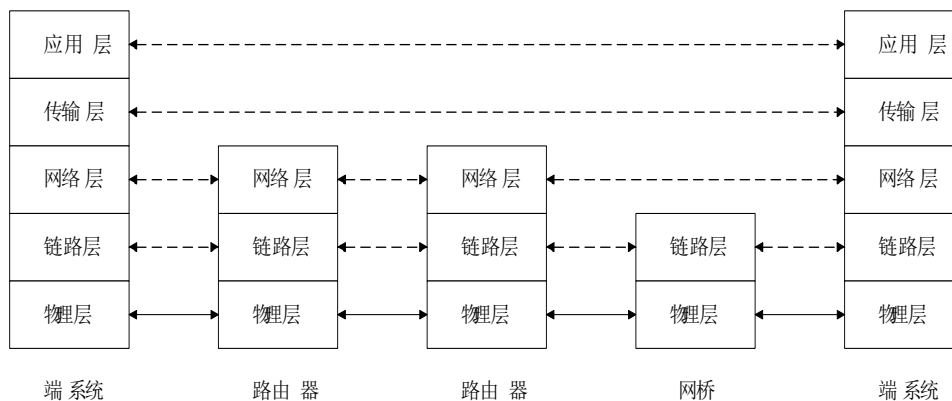 应用层 应用层
传输层 传输层
网络层 网络层 网络层 网络层
链路层 链路层 链路层 链路层 链路层
物理层 物理层 物理层 物理层 物理层
端系统 路由器 路由器 网桥 端系统